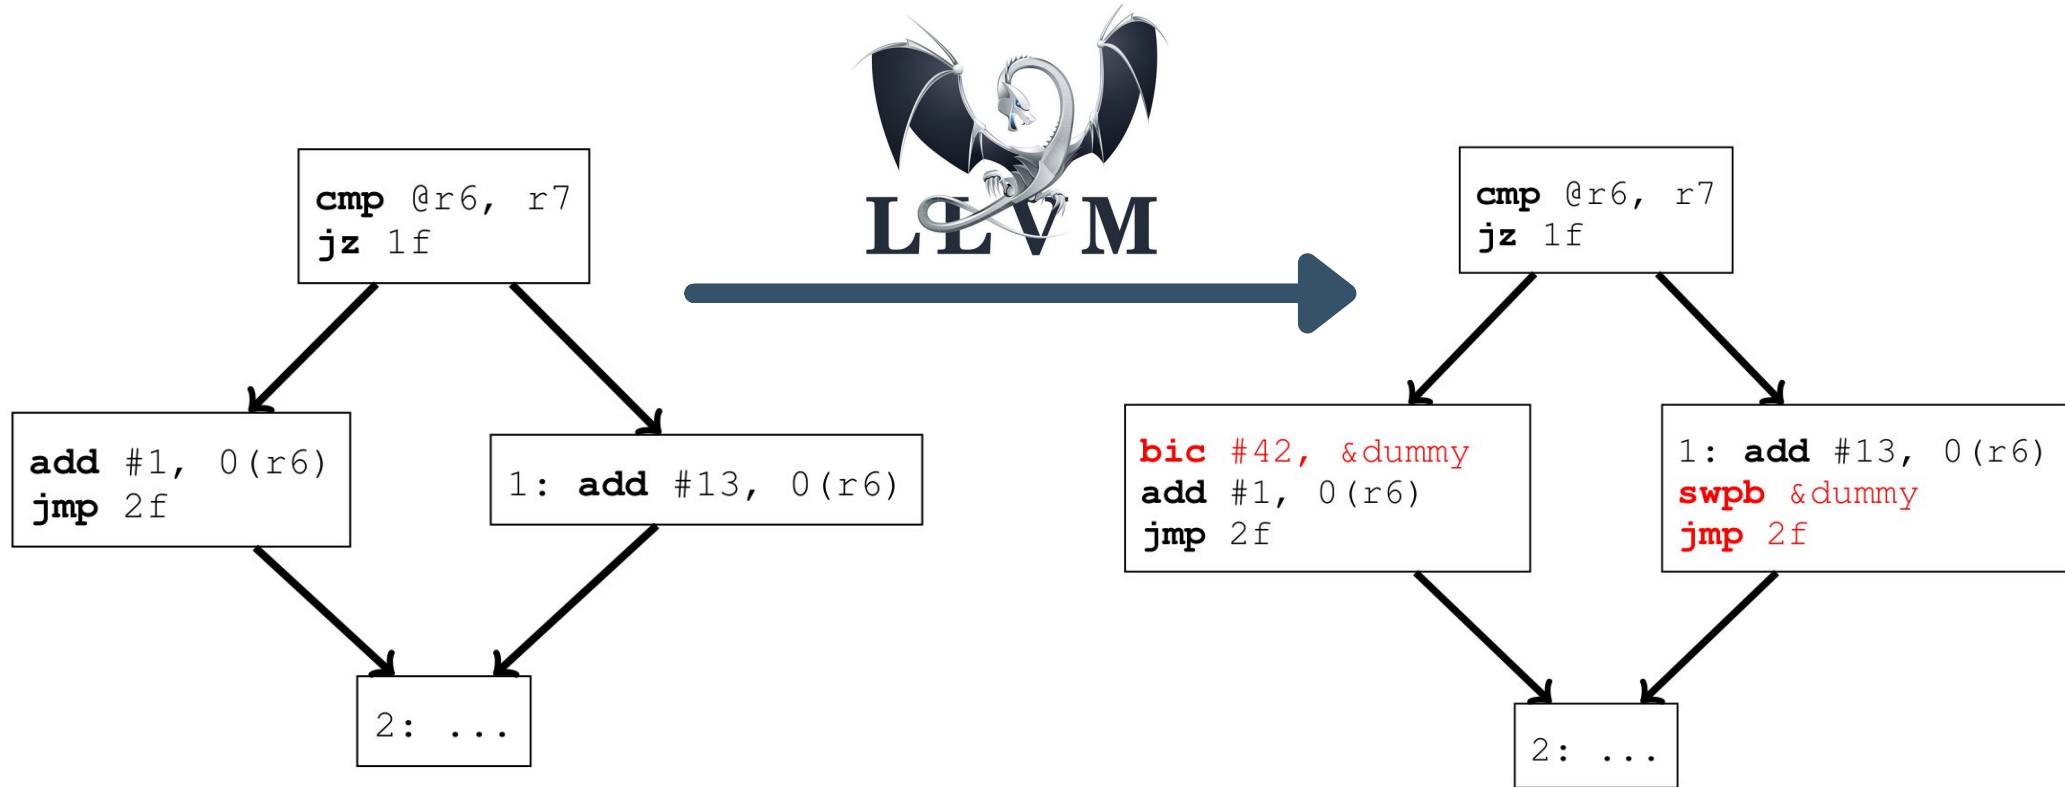 cmp @r6, r7
jz 1f
add #1, 0(r6)
jmp 2f
1: add #13, 0(r6)
2: ...
LLVM
cmp @r6, r7
jz 1f
bic #42, &dummy
add #1, 0(r6)
jmp 2f
1: add #13, 0(r6)
swpb &dummy
jmp 2f
2: ...